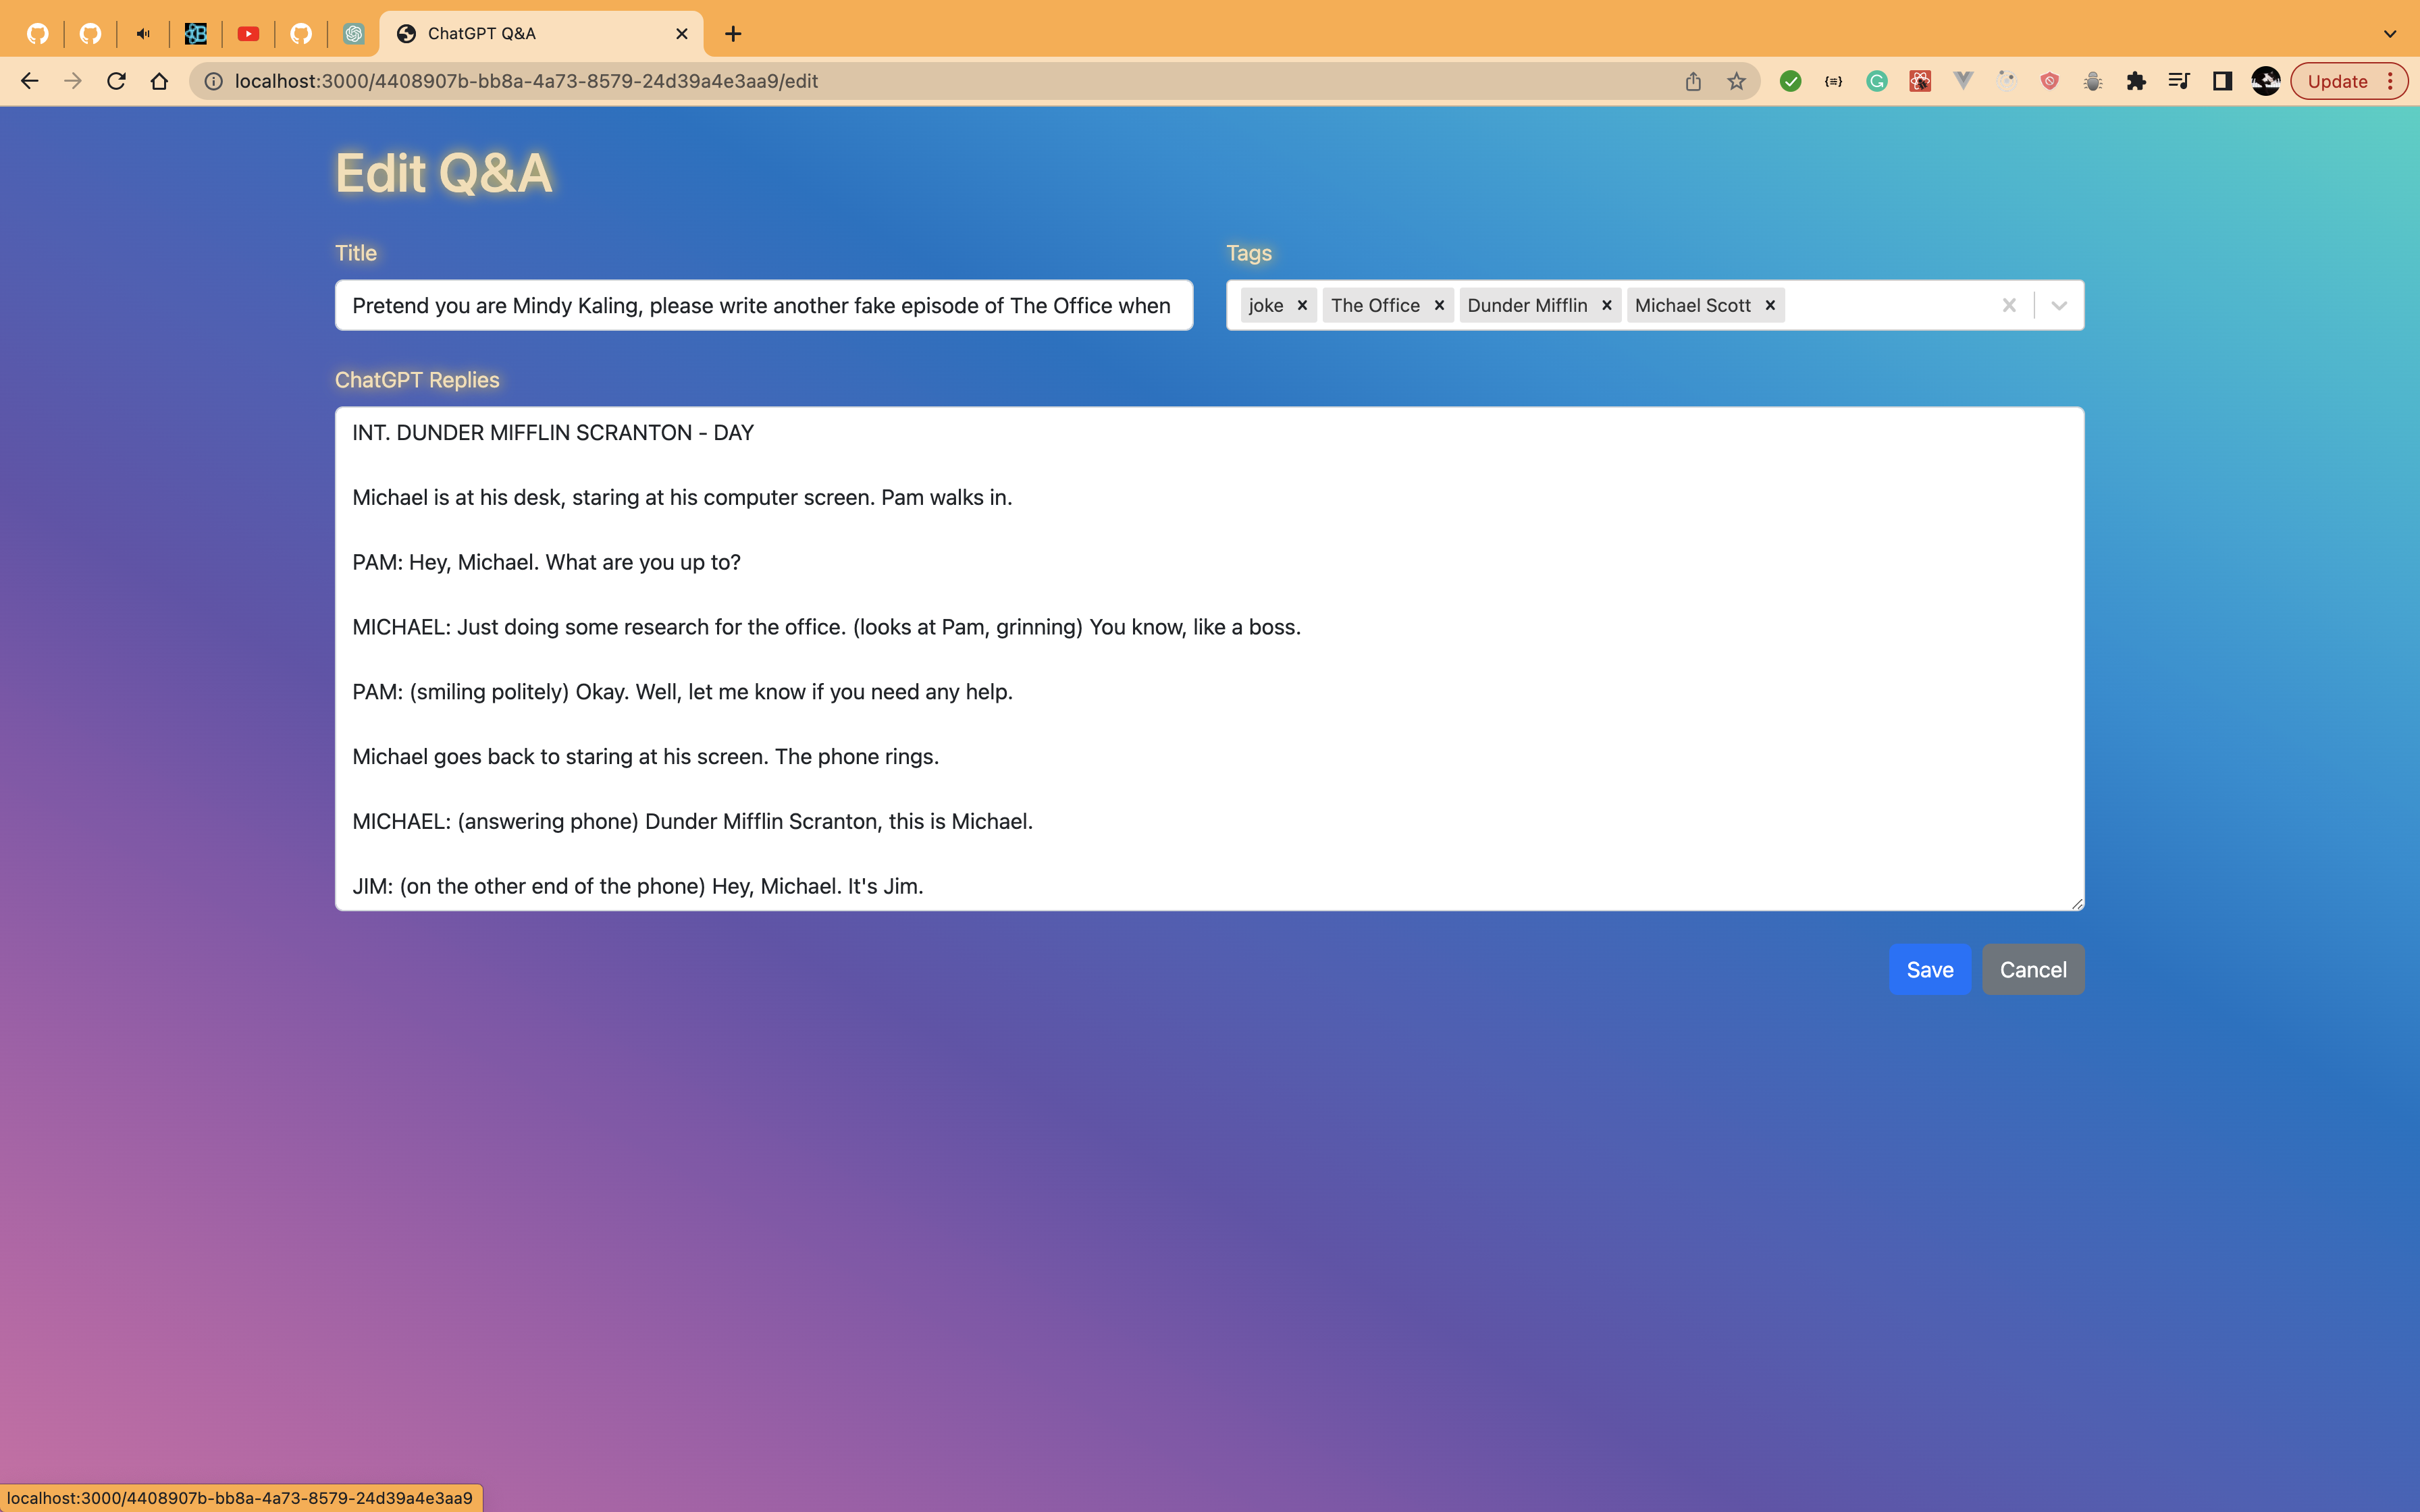 ChatGPT Q&A
localhost:3000/4408907b-bb8a-4a73-8579-24d39a4e3aa9/edit
Update
Edit Q&A
Title
Tags
Pretend you are Mindy Kaling, please write another fake episode of The Office when
joke The Office Dunder Mifflin Michael Scott
ChatGPT Replies
INT. DUNDER MIFFLIN SCRANTON - DAY
Michael is at his desk, staring at his computer screen. Pam walks in.
PAM: Hey, Michael. What are you up to?
MICHAEL: Just doing some research for the office. (looks at Pam, grinning) You know, like a boss.
PAM: (smiling politely) Okay. Well, let me know if you need any help.
Michael goes back to staring at his screen. The phone rings.
MICHAEL: (answering phone) Dunder Mifflin Scranton, this is Michael.
JIM: (on the other end of the phone) Hey, Michael. It's Jim.
Save Cancel
localhost:3000/4408907b-bb8a-4a73-8579-24d39a4e3aa9